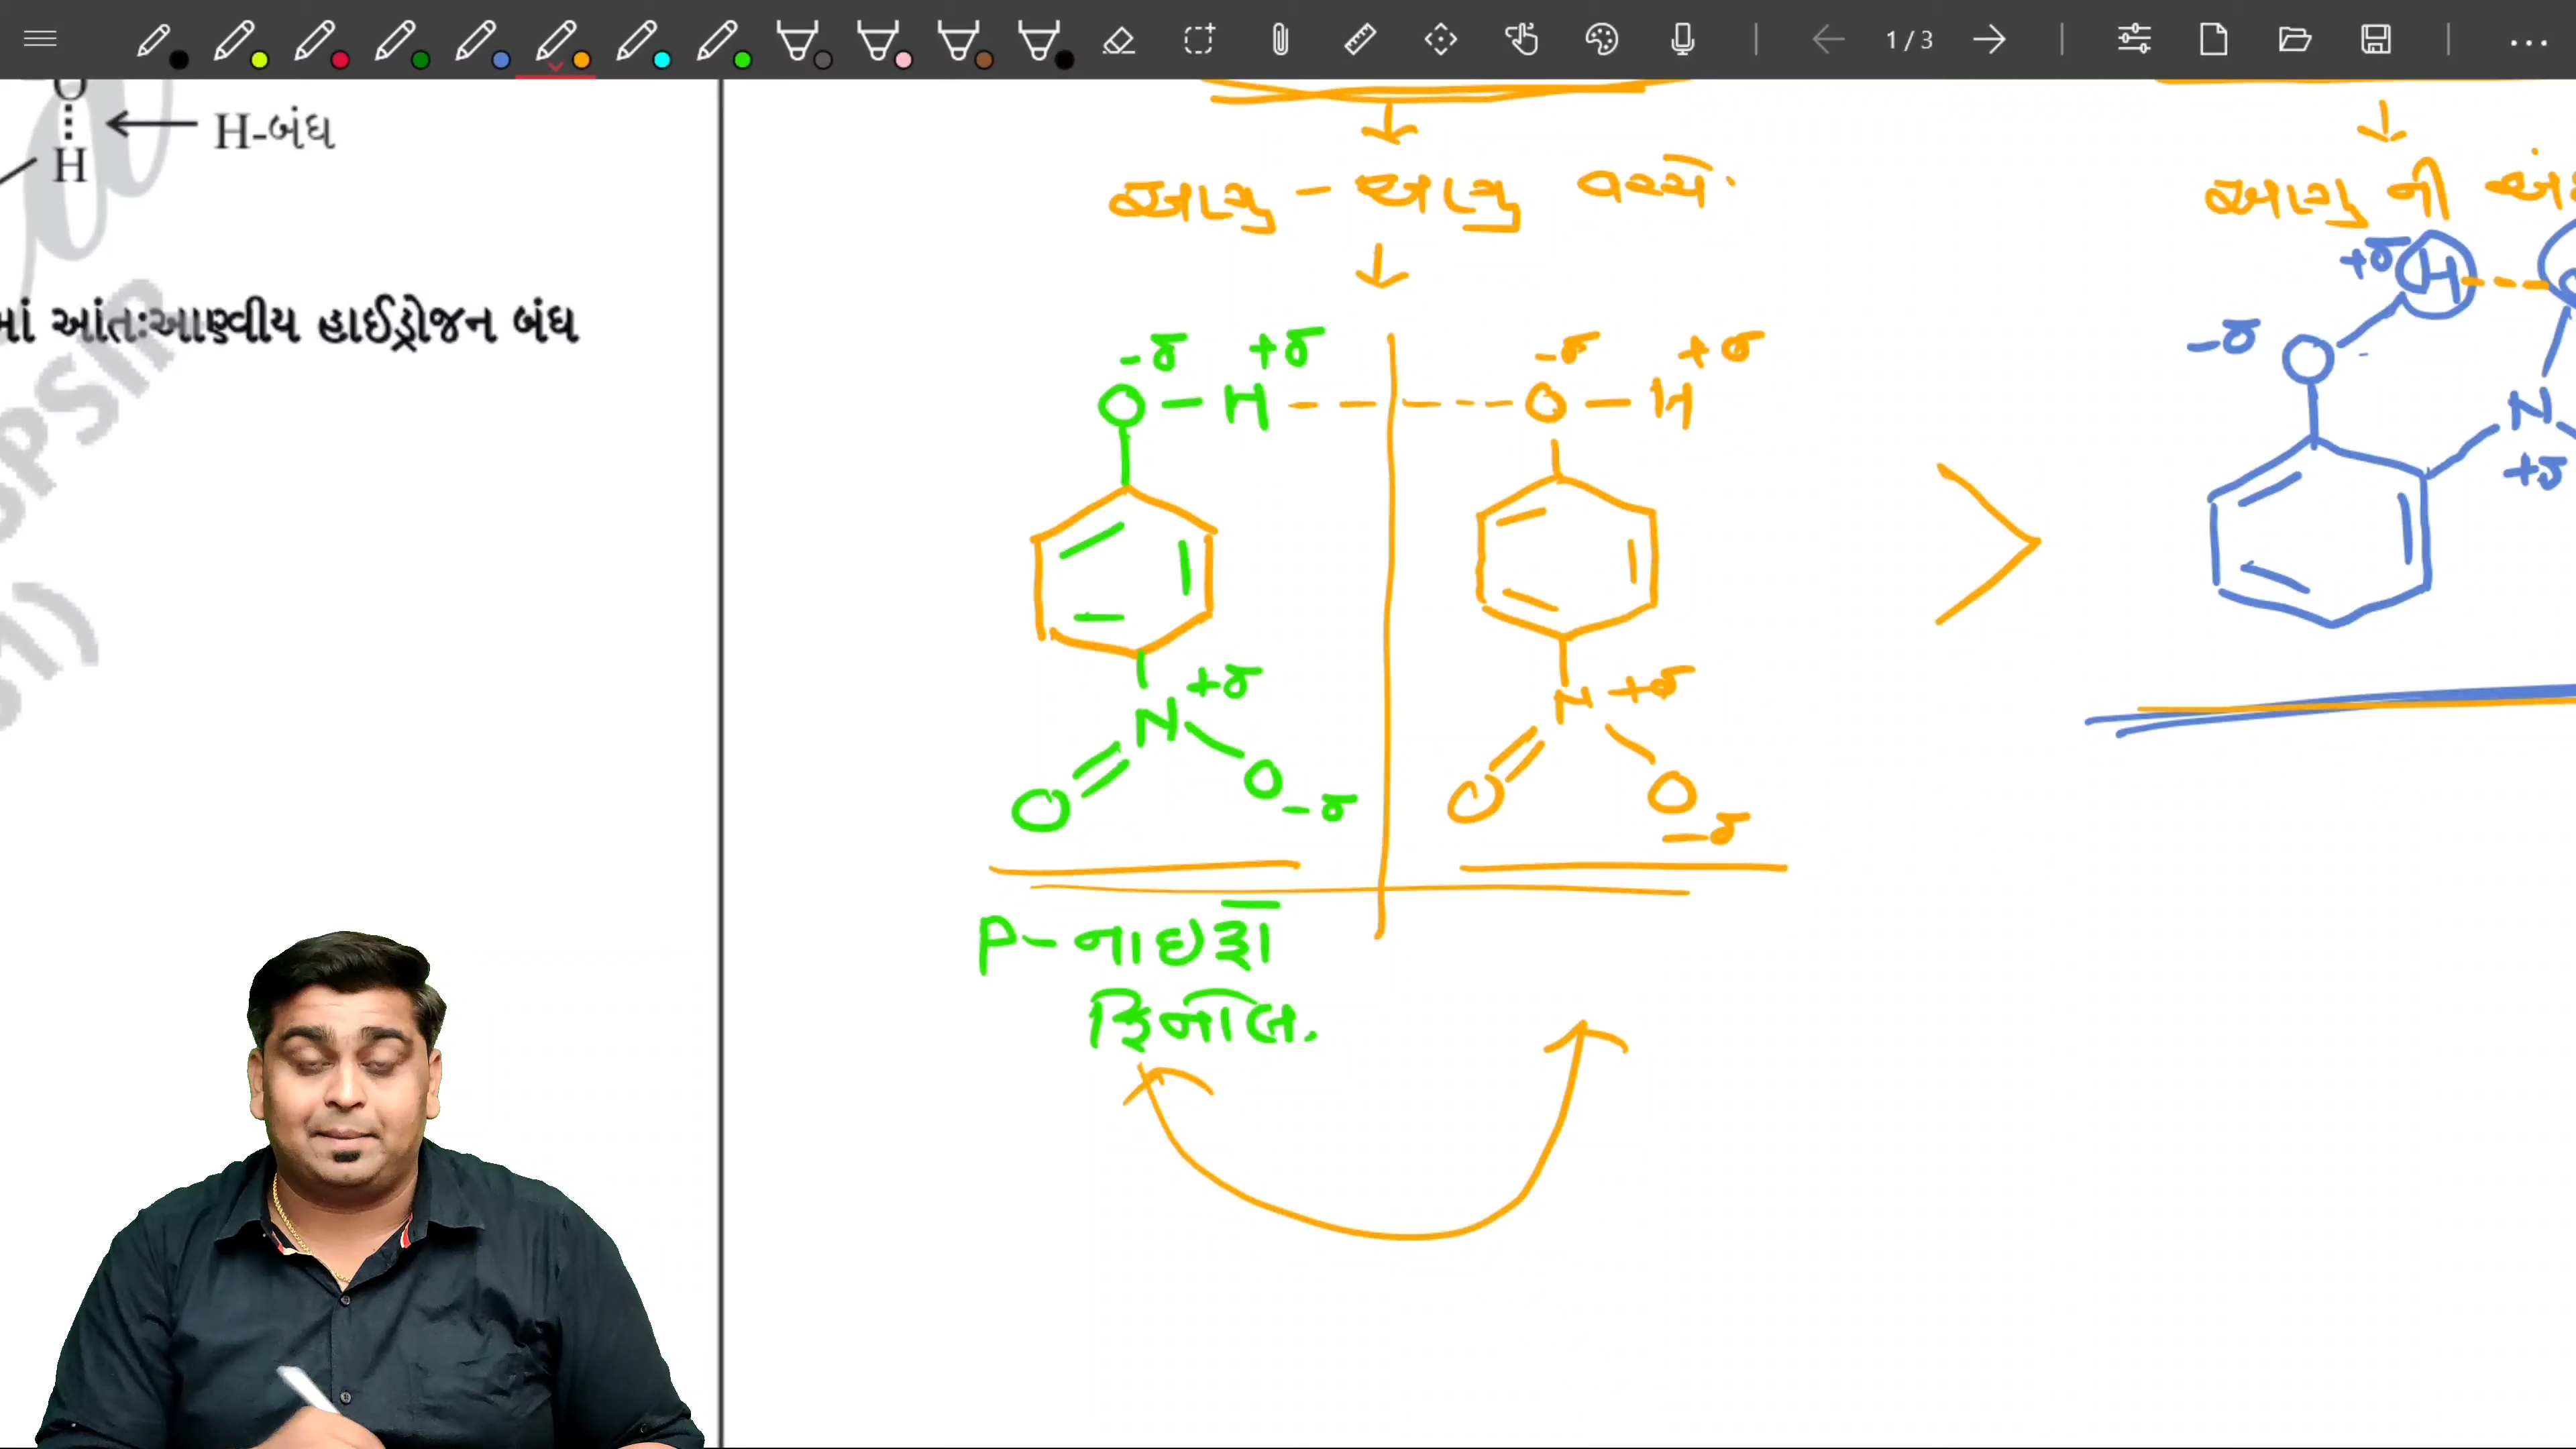 1 / 3
O
H-બંધ
H
માં આંતઃઆણ્વીય હાઈડ્રોજન બંધ
અણુ - અણુ વચ્ચે
-δ +δ
O - H
-δ +δ
O - H
N +δ
O O -δ
N +δ
O O -δ
P- નાઇટ્રો
ફિનોલ.
અણુ ની
+δ H
-δ O
N
+δ